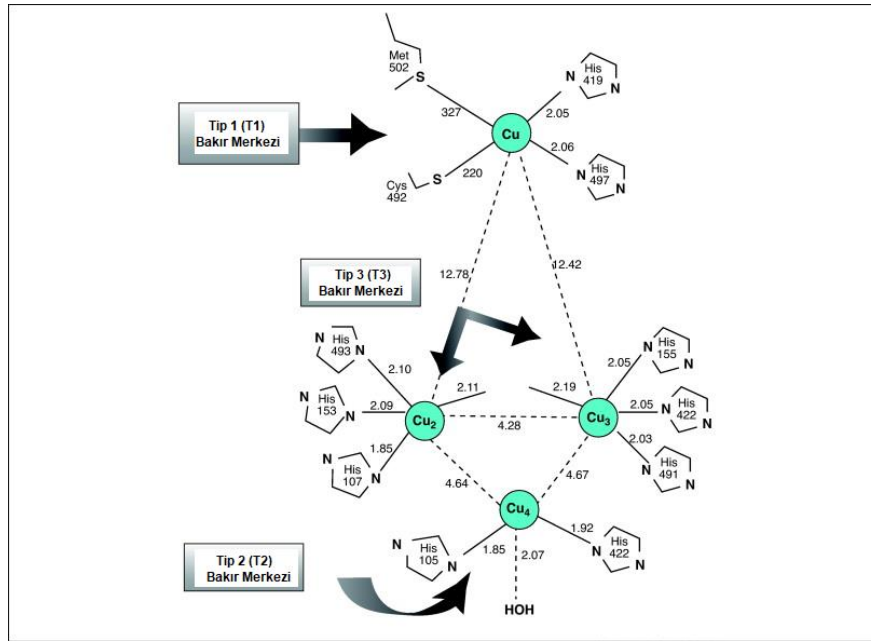 Met
502
S
327
His
419
N
N
2.05
Tip 1 (T1)
Bakır Merkezi
Cu
2.06
220
S
Cys
492
N
His
497
N
12.78
12.42
Tip 3 (T3)
Bakır Merkezi
N
His
493
N
2.10
2.11
2.19
2.05
N
His
155
N
His
153
N
N
2.09
Cu2
4.28
Cu3
2.05
N
His
422
N
1.85
2.03
N
His
107
N
N
His
491
N
4.64
4.67
Cu4
N
His
105
N
1.85
2.07
1.92
N
His
422
N
Tip 2 (T2)
Bakır Merkezi
HOH